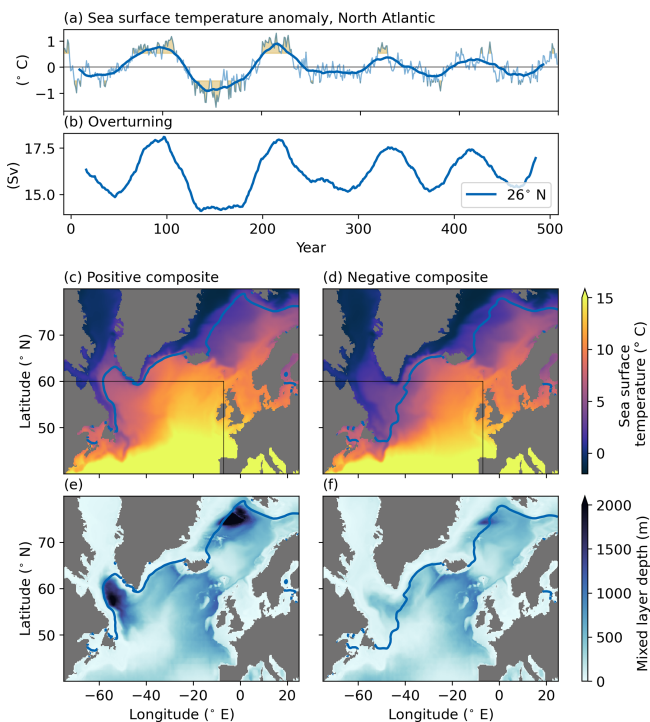 (a) Sea surface temperature anomaly, North Atlantic
1
0
−1
(° C)
(b) Overturning
17.5
15.0
(Sv)
26° N
0 100 200 300 400 500
Year
(c) Positive composite
(d) Negative composite
70
60
50
Latitude (° N)
15
10
5
0
Sea surface
temperature (° C)
(e)
(f)
70
60
50
Latitude (° N)
2000
1500
1000
500
0
Mixed layer depth (m)
−60 −40 −20 0 20
−60 −40 −20 0 20
Longitude (° E)
Longitude (° E)